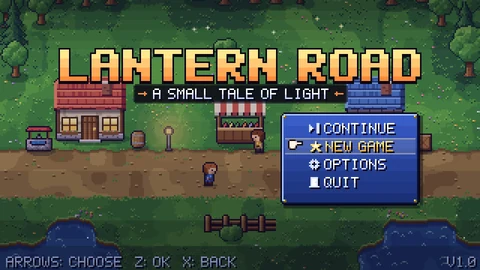 LANTERN ROAD
A SMALL TALE OF LIGHT
CONTINUE
NEW GAME
OPTIONS
QUIT
ARROWS: CHOOSE Z: OK X: BACK
V1.0